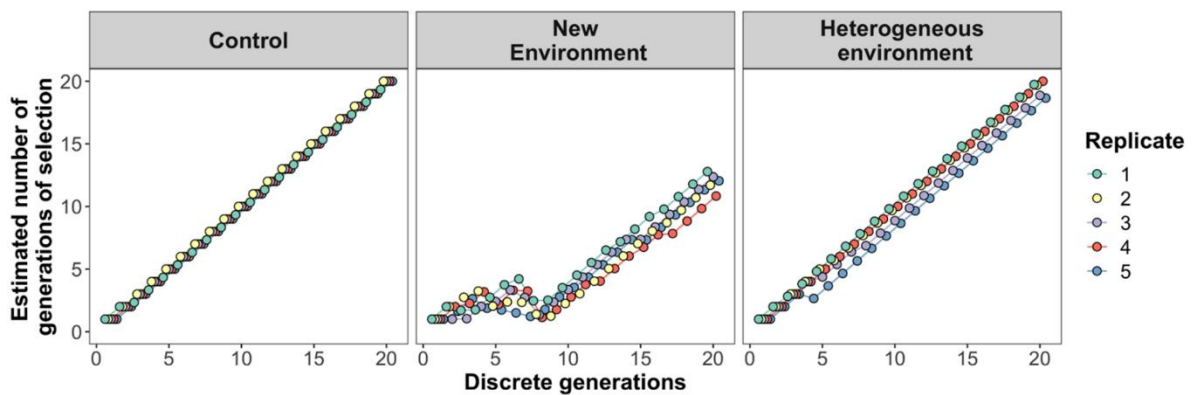 Control
New
Environment
Heterogeneous
environment
Estimated number of
generations of selection
20
15
10
5
0
0 5 10 15 20
0 5 10 15 20
0 5 10 15 20
Discrete generations
Replicate
1
2
3
4
5